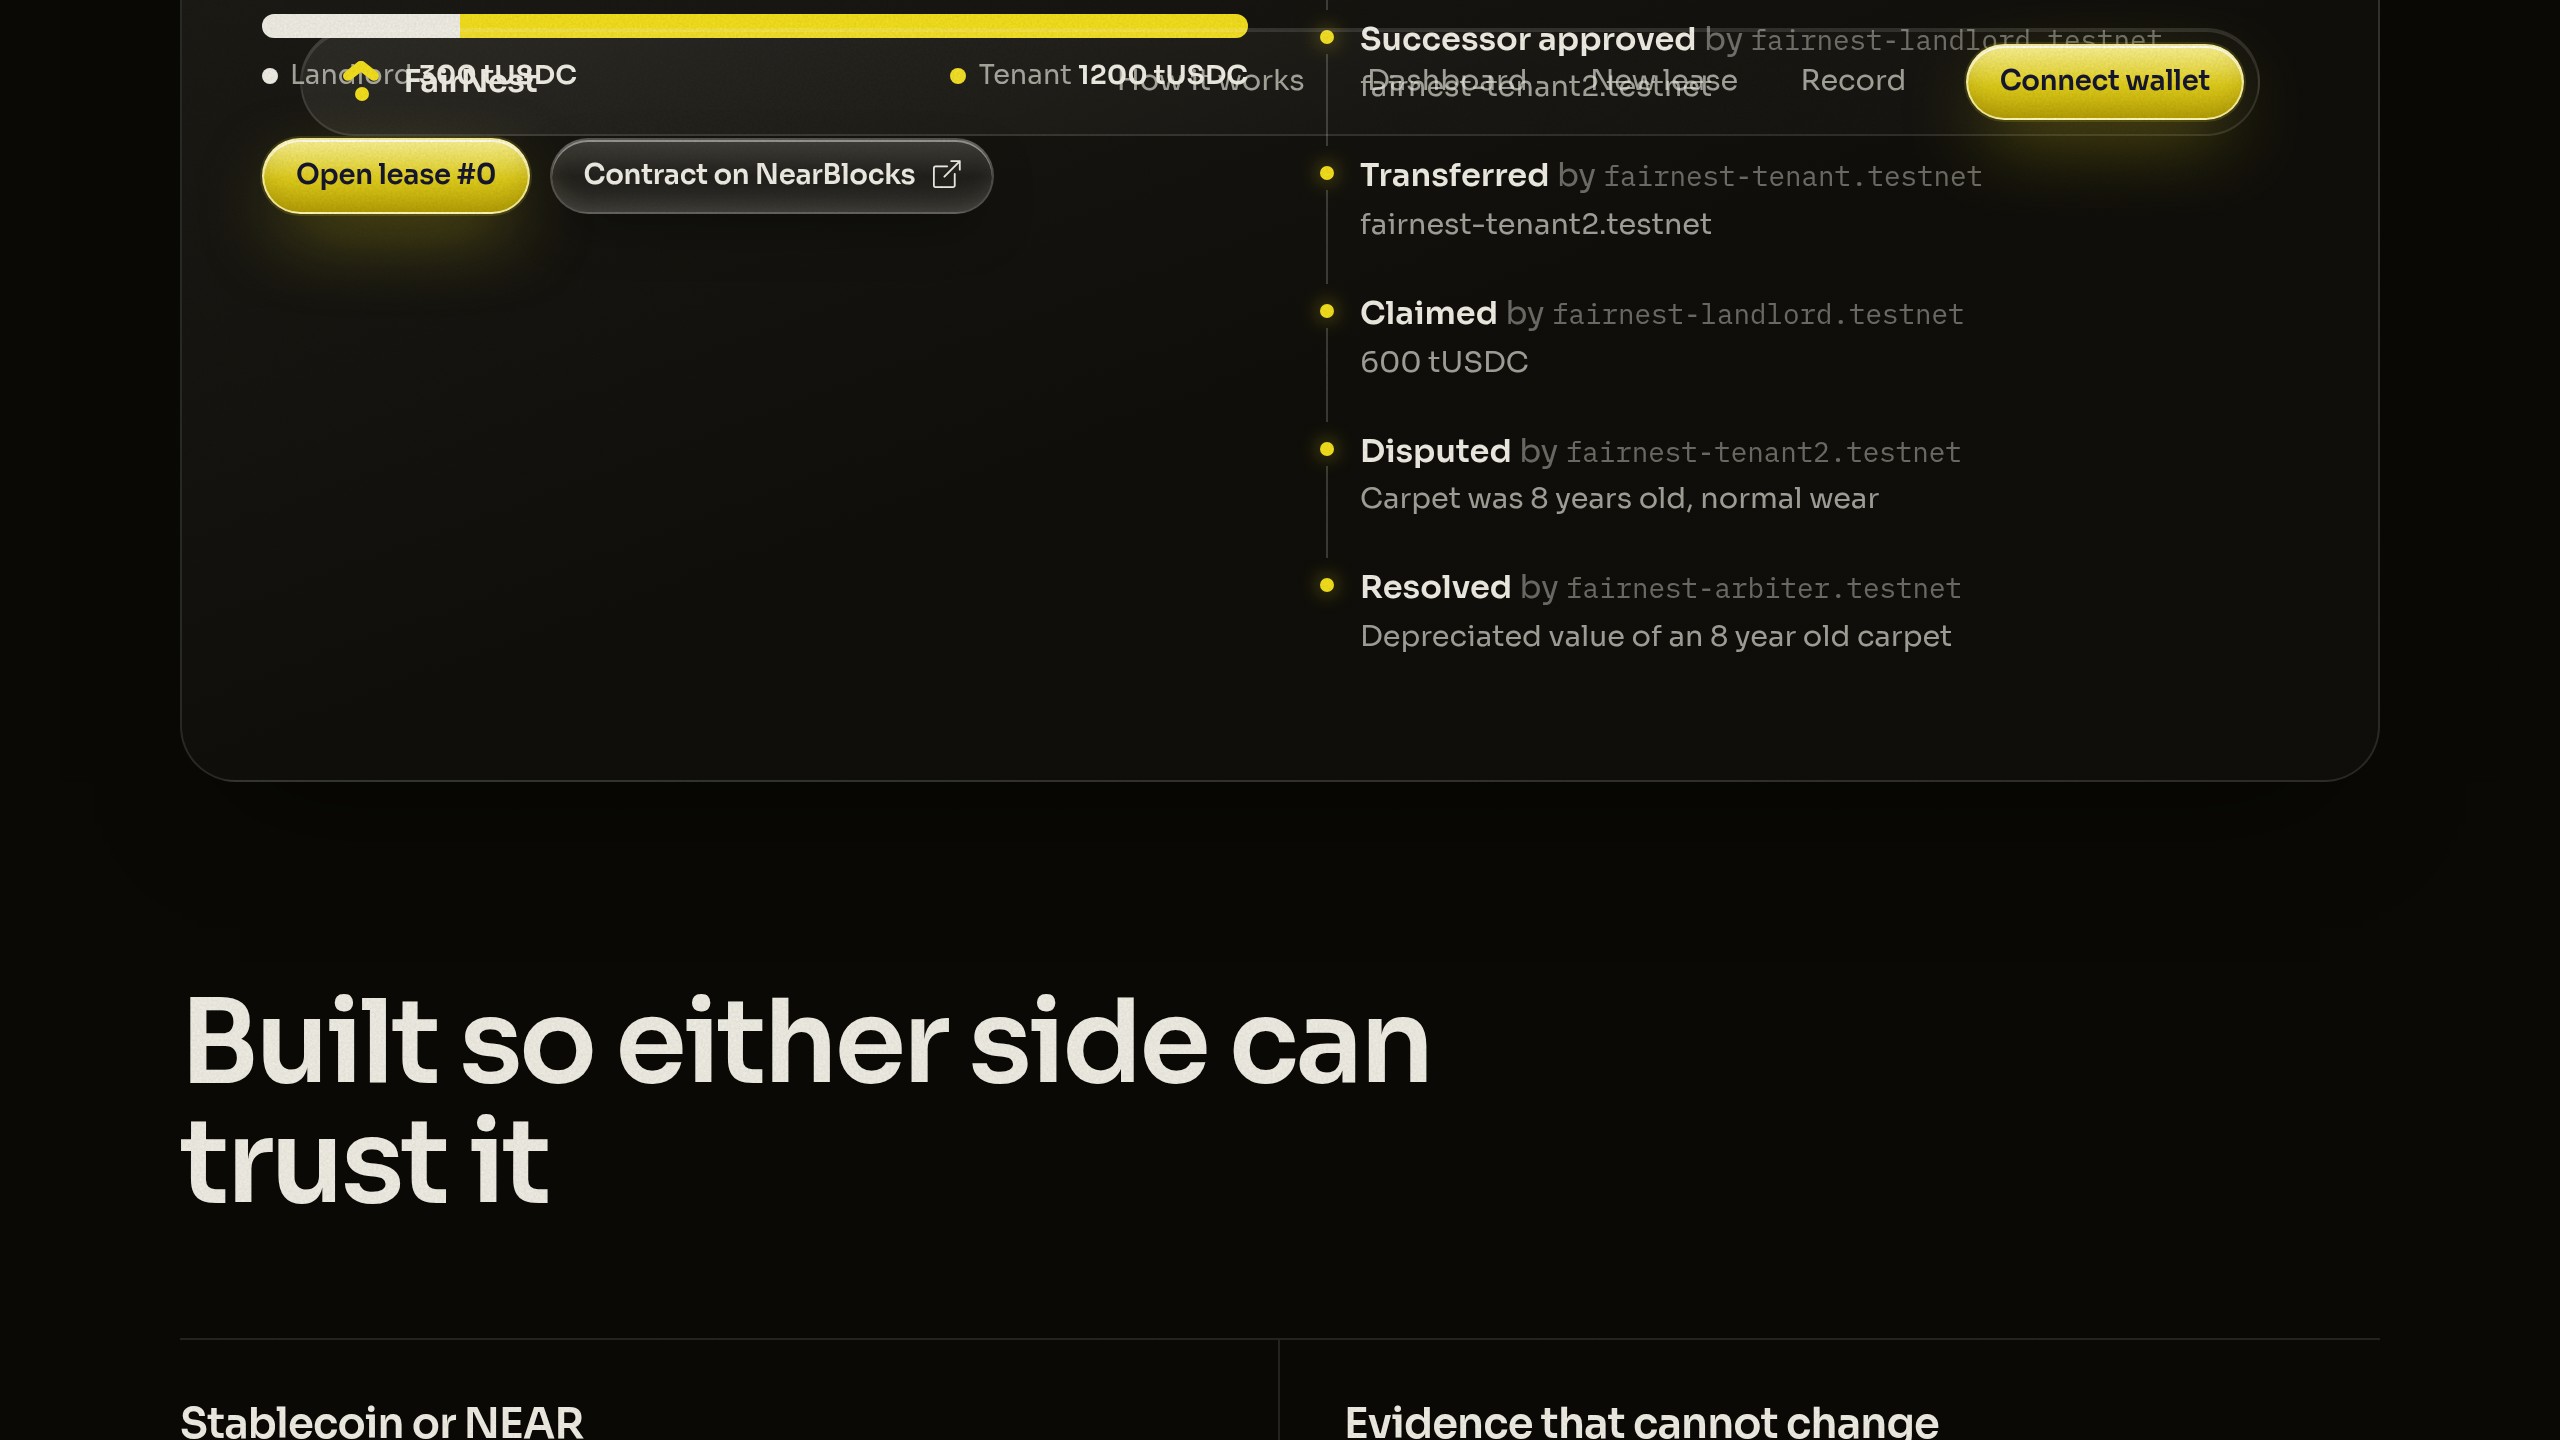 FairNest
How it works
Dashboard
New lease
Record
Connect wallet
Landlord 300 tUSDC
Tenant 1200 tUSDC
Open lease #0
Contract on NearBlocks
Successor approved by fairnest-landlord.testnet
fairnest-tenant2.testnet
Transferred by fairnest-tenant.testnet
fairnest-tenant2.testnet
Claimed by fairnest-landlord.testnet
600 tUSDC
Disputed by fairnest-tenant2.testnet
Carpet was 8 years old, normal wear
Resolved by fairnest-arbiter.testnet
Depreciated value of an 8 year old carpet
Built so either side can
trust it
Stablecoin or NEAR
Evidence that cannot change